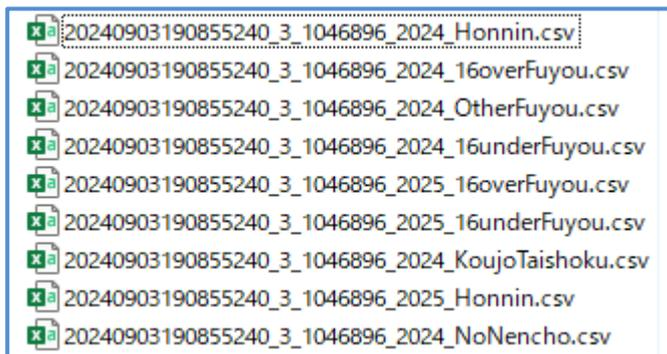 20240903190855240_3_1046896_2024_Honnin.csv
20240903190855240_3_1046896_2024_16overFuyou.csv
20240903190855240_3_1046896_2024_OtherFuyou.csv
20240903190855240_3_1046896_2024_16underFuyou.csv
20240903190855240_3_1046896_2025_16overFuyou.csv
20240903190855240_3_1046896_2025_16underFuyou.csv
20240903190855240_3_1046896_2024_KoujoTaishoku.csv
20240903190855240_3_1046896_2025_Honnin.csv
20240903190855240_3_1046896_2024_NoNencho.csv